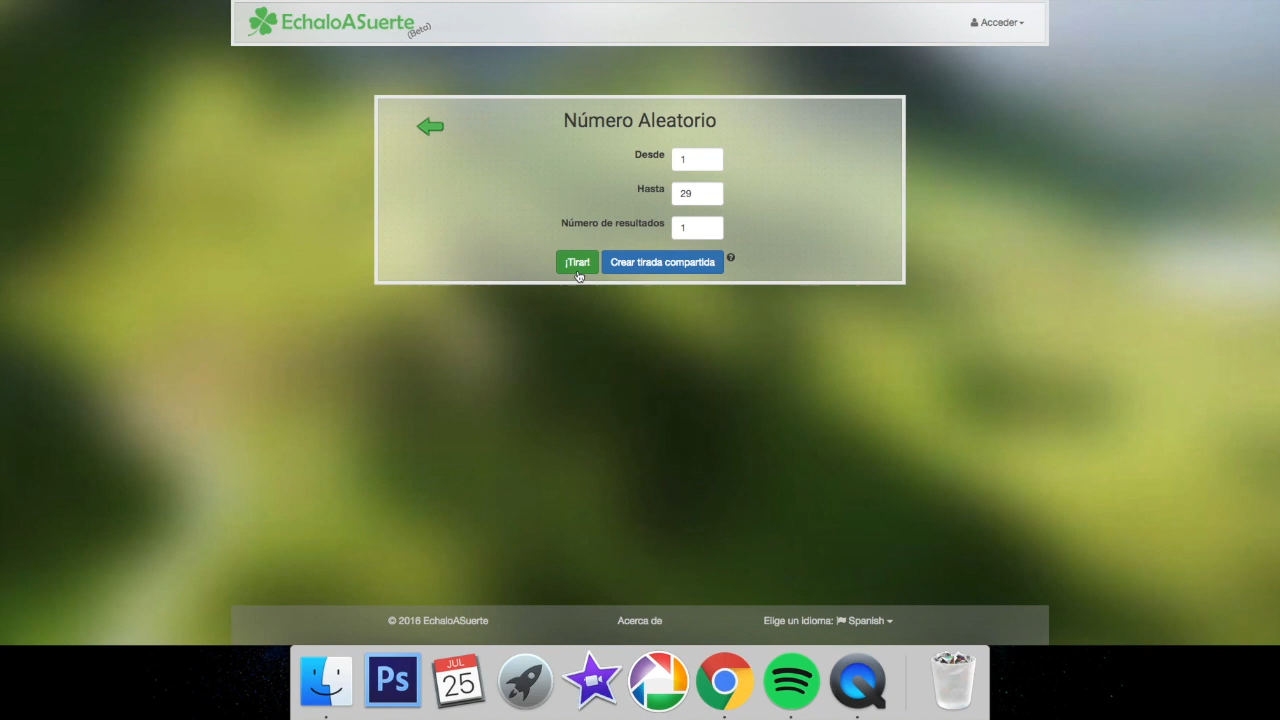 EchaloASuerte
(Beta)
Acceder
Número Aleatorio
Desde
1
Hasta
29
Número de resultados
1
¡Tirar!
Crear tirada compartida
?
© 2016 EchaloASuerte
Acerca de
Elige un idioma: Spanish
Ps
JUL
25